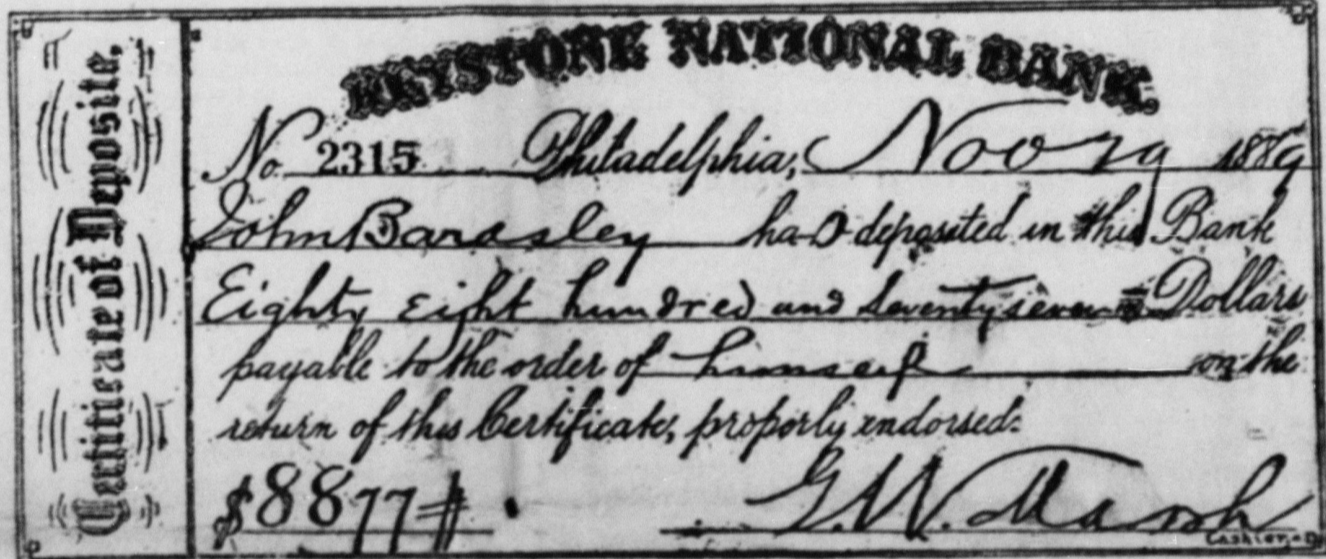 Certificate of Deposite,
KEYSTONE NATIONAL BANK.
No. 2315 Philadelphia, Nov 29 1889
John Bardsley has deposited in this Bank
Eighty eight hundred and seventy seven Dollars
payable to the order of himself on the
return of this Certificate, properly endorsed.
$8877 G.W. Marsh
Cashier